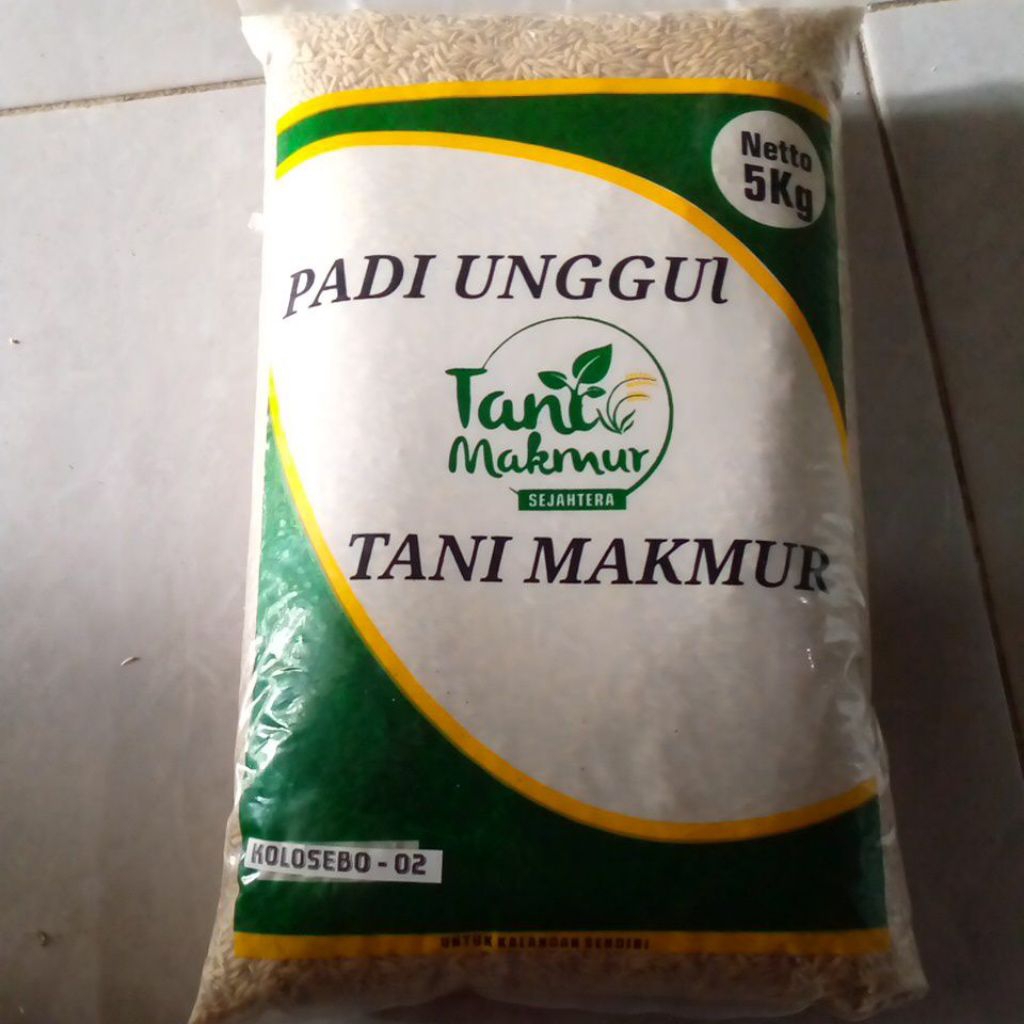 Netto
5Kg
PADI UNGGUl
Tani
Makmur
SEJAHTERA
TANI MAKMUR
KOLOSEBO - 02
UNTUK KALANGAN SENDIRI